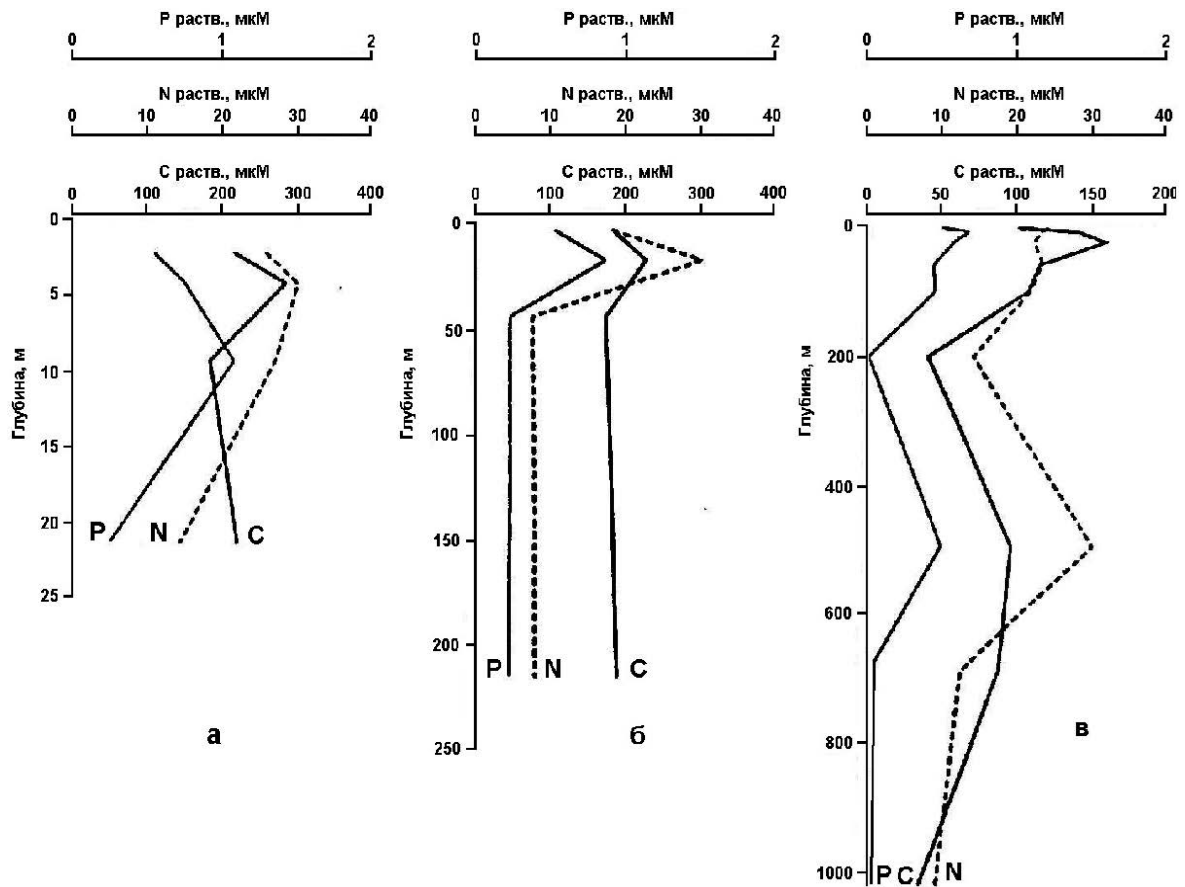 P раств., мкМ
0 1 2
N раств., мкМ
0 10 20 30 40
C раств., мкМ
0 100 200 300 400
0
5
10
15
20
25
Глубина, м
P N C
а
P раств., мкМ
0 1 2
N раств., мкМ
0 10 20 30 40
C раств., мкМ
0 100 200 300 400
0
50
100
150
200
250
Глубина, м
P N C
б
P раств., мкМ
0 1 2
N раств., мкМ
0 10 20 30 40
C раств., мкМ
0 50 100 150 200
0
200
400
600
800
1000
Глубина, м
P C N
в